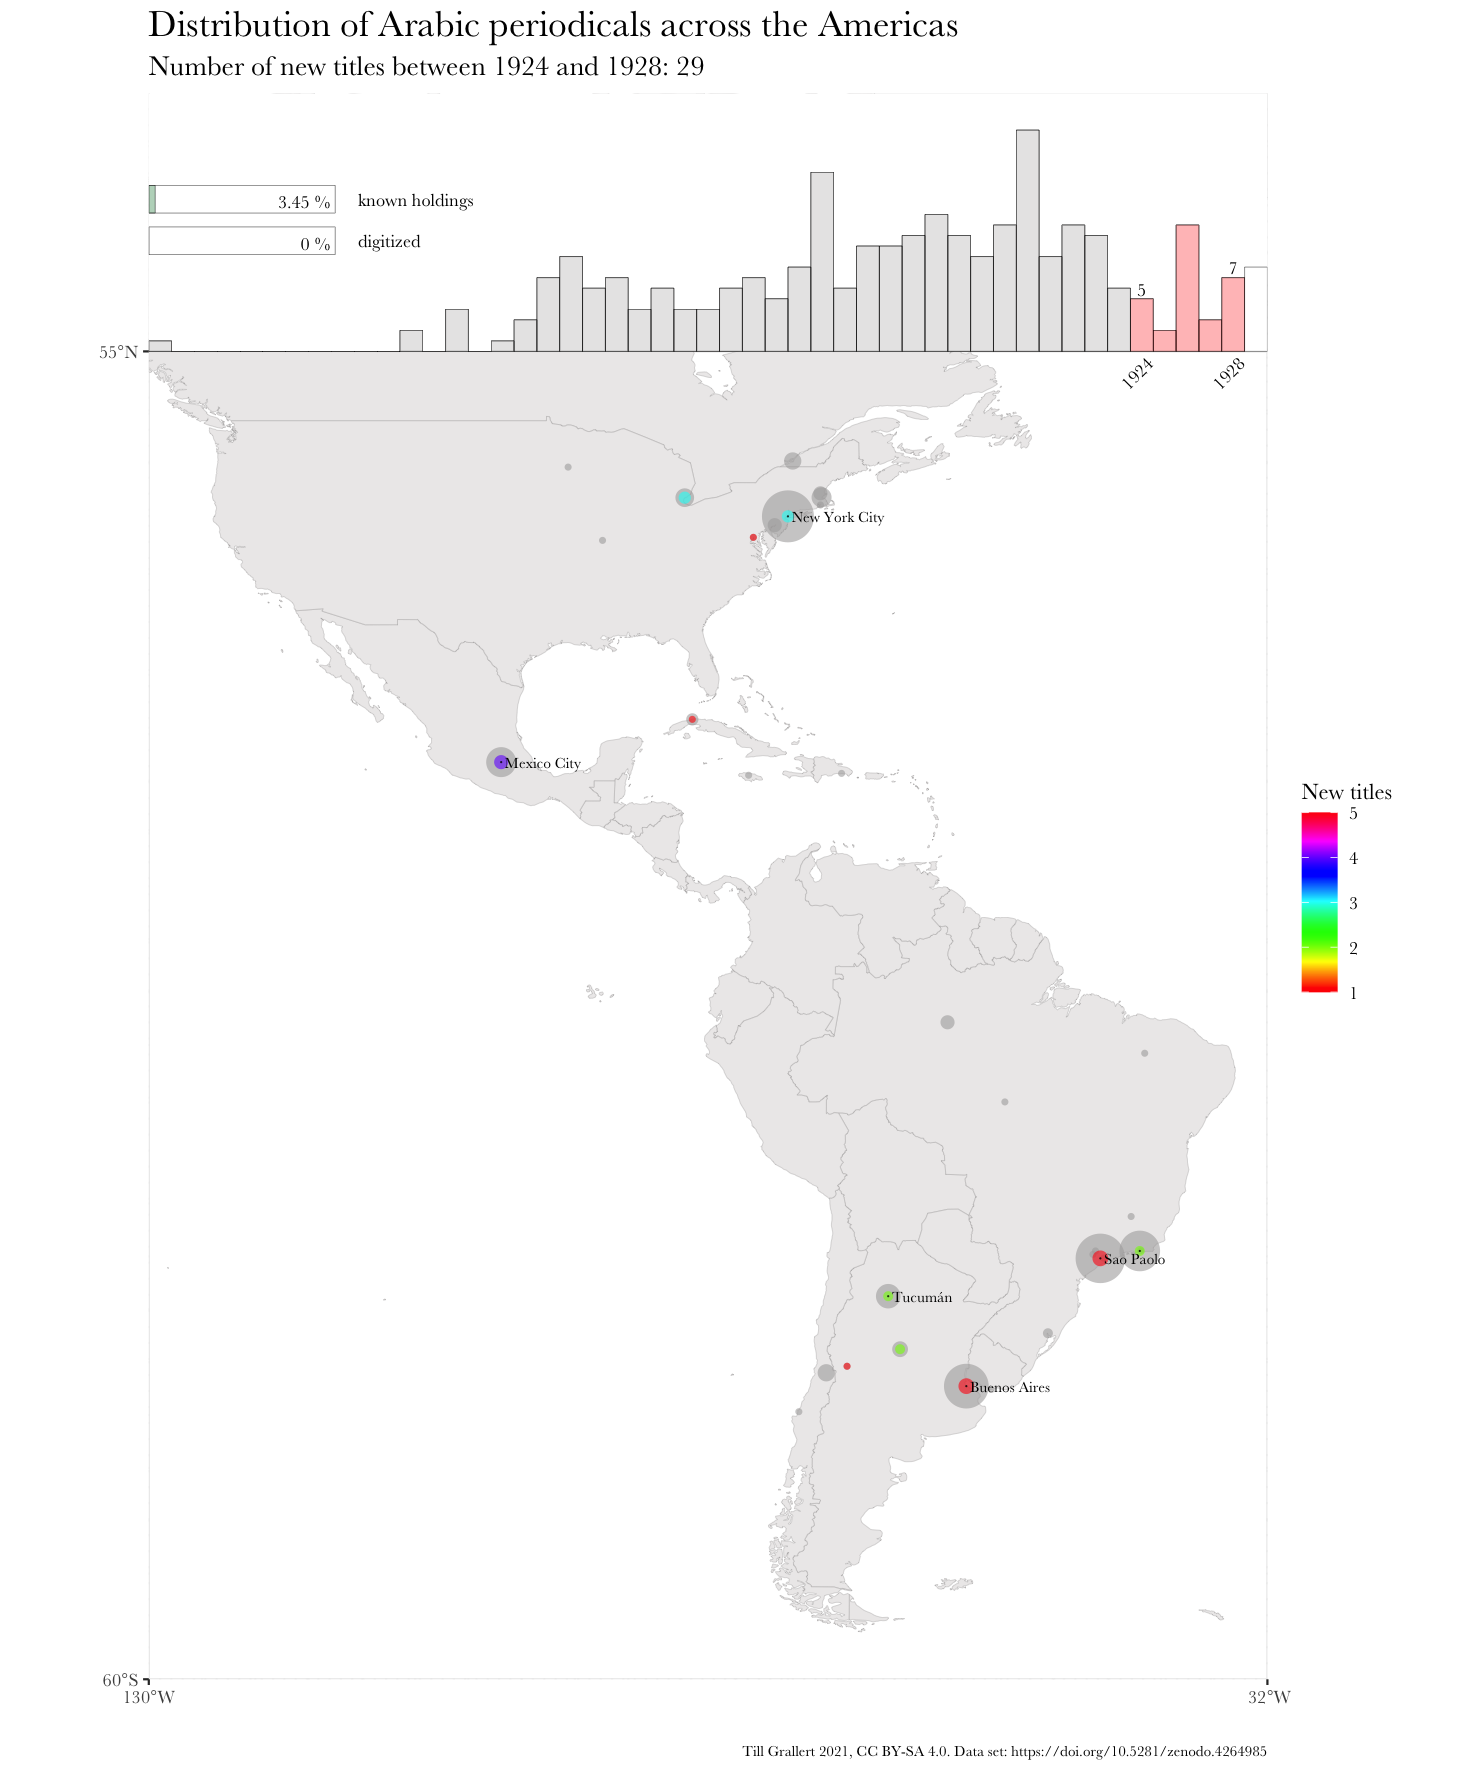 Distribution of Arabic periodicals across the Americas
Number of new titles between 1924 and 1928: 29
3.45 %
known holdings
0 %
digitized
5
7
55°N
1924
1928
New York City
Mexico City
New titles
5
4
3
2
1
Sao Paolo
Tucumán
Buenos Aires
60°S
130°W
32°W
Till Grallert 2021, CC BY-SA 4.0. Data set: https://doi.org/10.5281/zenodo.4264985